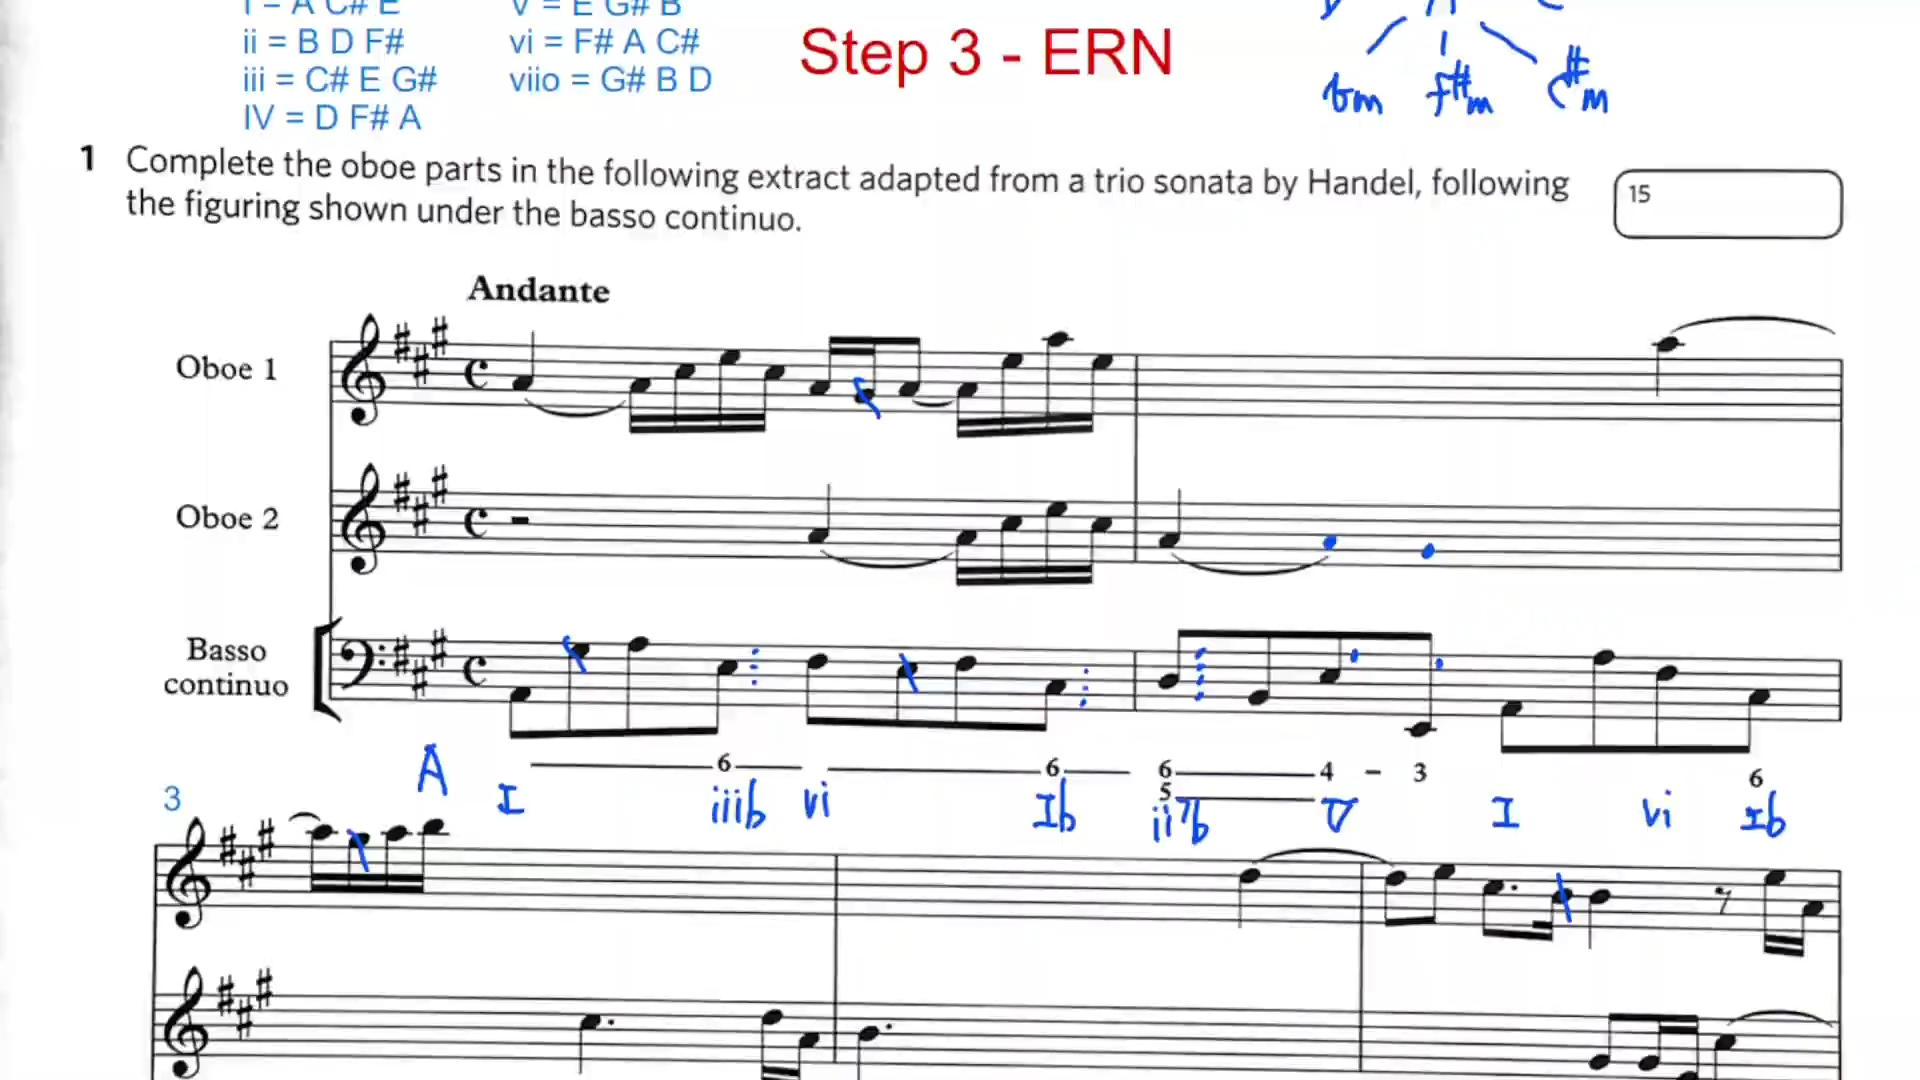 I = A C# E V = E G# B
ii = B D F# vi = F# A C#
iii = C# E G# viio = G# B D
IV = D F# A
Step 3 - ERN
bm f#m c#m
1 Complete the oboe parts in the following extract adapted from a trio sonata by Handel, following
the figuring shown under the basso continuo.
15
Andante
Oboe 1
Oboe 2
Basso
continuo
6 6 6 4 – 3 6
5
A I iiib vi Ib ii7b V I vi Ib
3